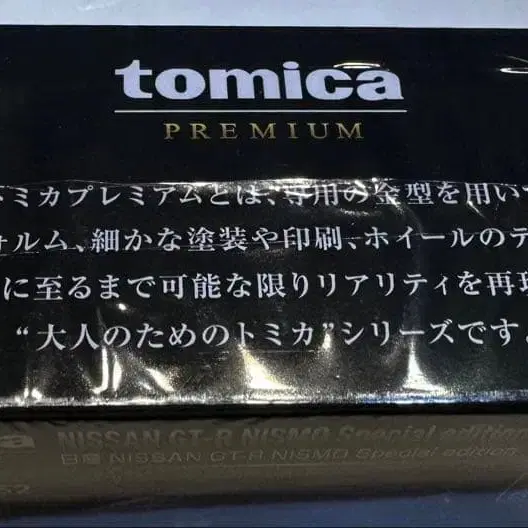 tomica
PREMIUM
トミカプレミアムとは、専用の金型を用い
ォルム、細かな塗装や印刷、ホイールのデ
に至るまで可能な限りリアリティを再現
“大人のためのトミカ”シリーズです。
NISSAN GT-R NISMO Special edition
日産 NISSAN GT-R NISMO Special edition